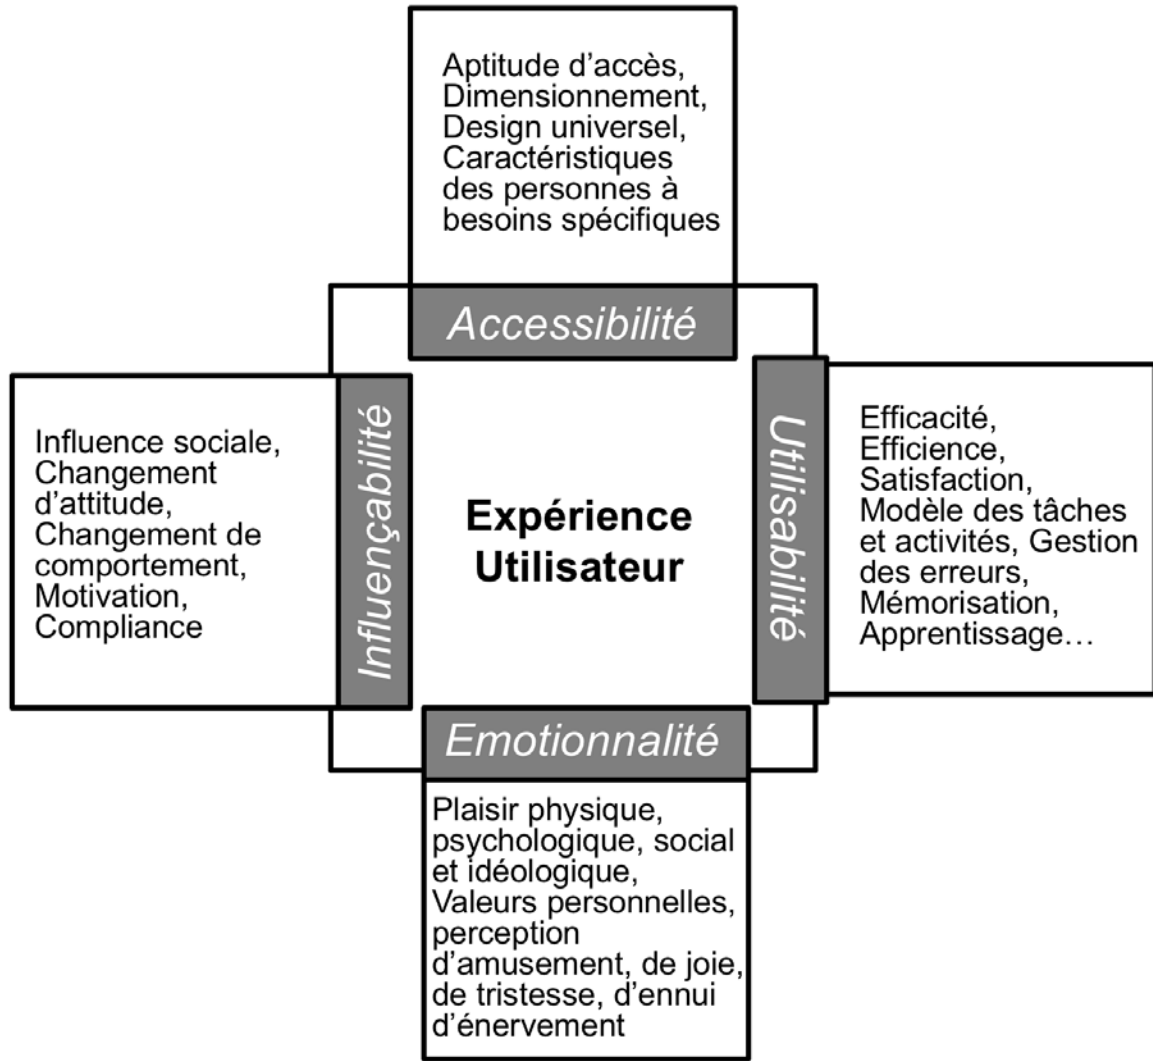 Aptitude d’accès,
Dimensionnement,
Design universel,
Caractéristiques
des personnes à
besoins spécifiques
Accessibilité
Influence sociale,
Changement
d’attitude,
Changement de
comportement,
Motivation,
Compliance
Influençabilité
Expérience
Utilisateur
Utilisabilité
Efficacité,
Efficience,
Satisfaction,
Modèle des tâches
et activités, Gestion
des erreurs,
Mémorisation,
Apprentissage…
Emotionnalité
Plaisir physique,
psychologique, social
et idéologique,
Valeurs personnelles,
perception
d’amusement, de joie,
de tristesse, d’ennui
d’énervement